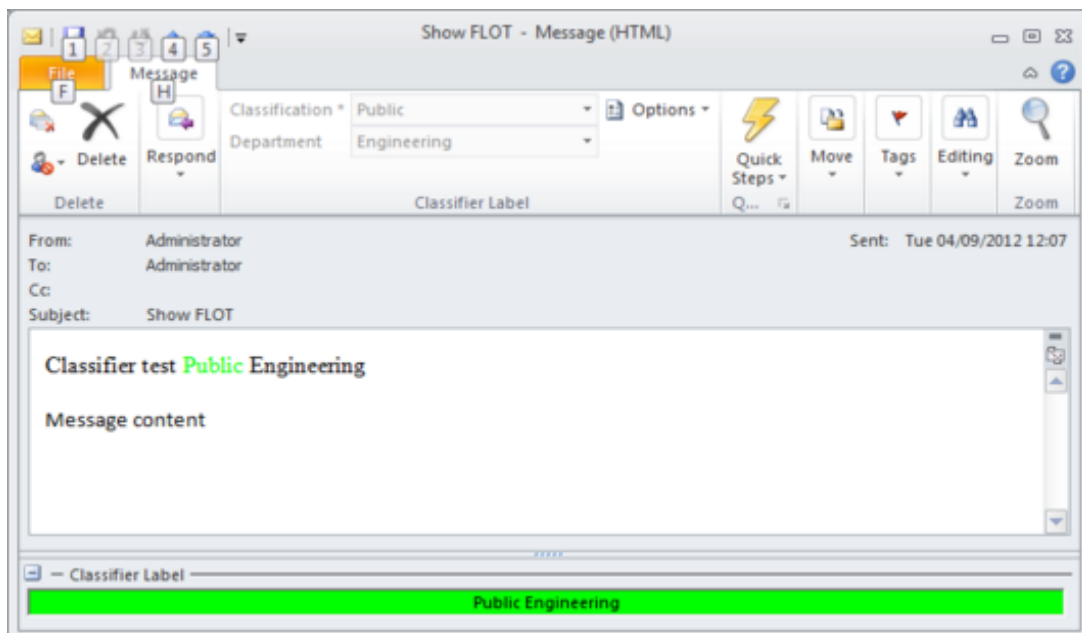 Show FLOT - Message (HTML)
1 2 3 4 5
File Message
F H
Classification * Public Options
Department Engineering
Delete Respond Quick Steps Move Tags Editing Zoom
Delete Classifier Label Q... Zoom
From: Administrator Sent: Tue 04/09/2012 12:07
To: Administrator
Cc:
Subject: Show FLOT
Classifier test Public Engineering
Message content
Classifier Label
Public Engineering